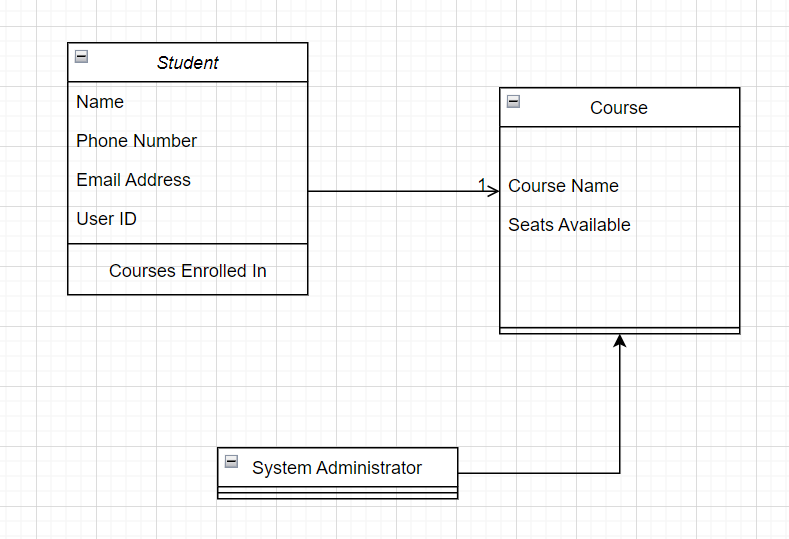 Student
Name
Phone Number
Email Address
User ID
Courses Enrolled In
1
Course
Course Name
Seats Available
System Administrator